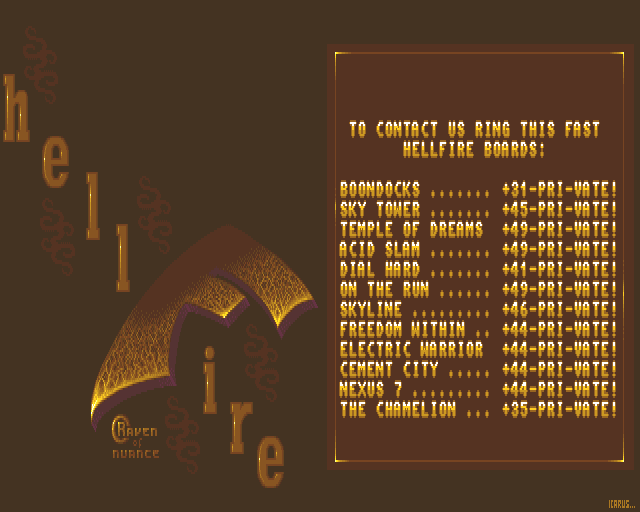 hell
fire
Raven
of
nuance
TO CONTACT US RING THIS FAST
HELLFIRE BOARDS:
BOONDOCKS ....... +31-PRI-VATE!
SKY TOWER ....... +45-PRI-VATE!
TEMPLE OF DREAMS +49-PRI-VATE!
ACID SLAM ....... +49-PRI-VATE!
DIAL HARD ....... +41-PRI-VATE!
ON THE RUN ...... +49-PRI-VATE!
SKYLINE ......... +46-PRI-VATE!
FREEDOM WITHIN .. +44-PRI-VATE!
ELECTRIC WARRIOR +44-PRI-VATE!
CEMENT CITY ..... +44-PRI-VATE!
NEXUS 7 ......... +44-PRI-VATE!
THE CHAMELION ... +35-PRI-VATE!
ICARUS...